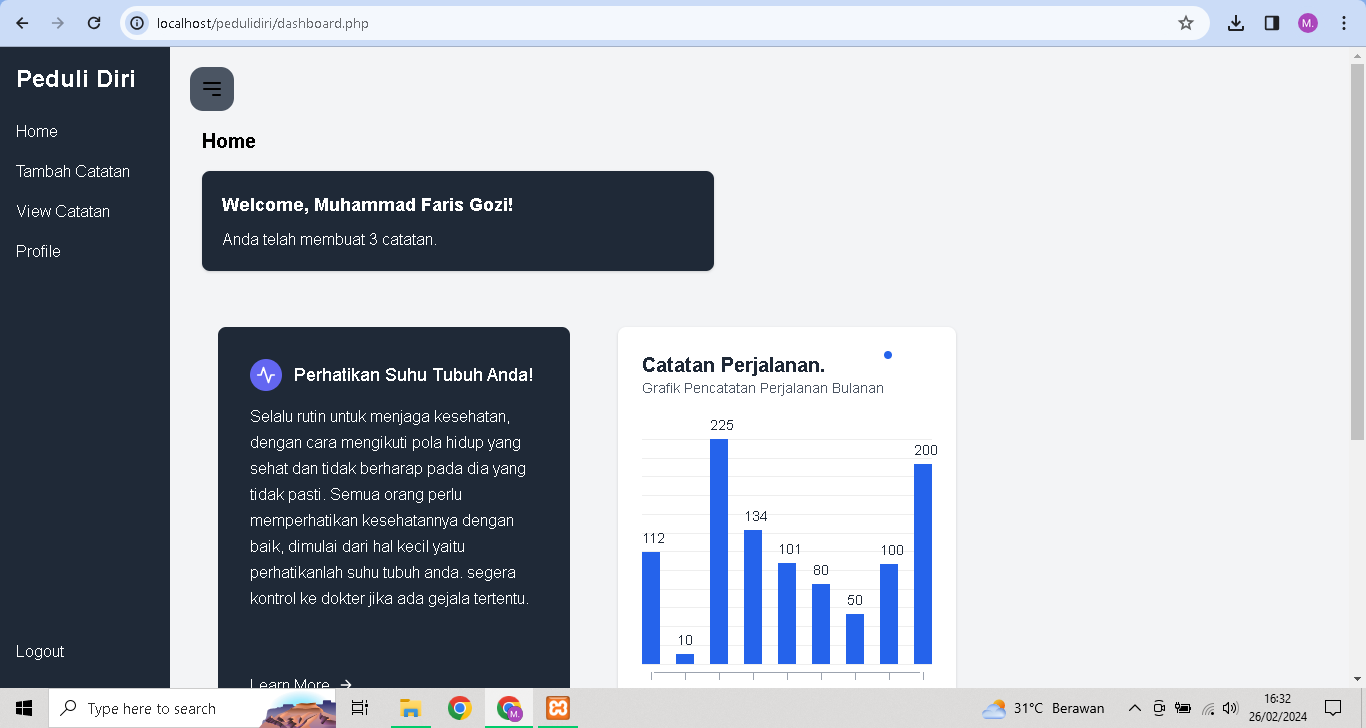 localhost/pedulidiri/dashboard.php
M.
Peduli Diri
Home
Tambah Catatan
View Catatan
Profile
Logout
Home
Welcome, Muhammad Faris Gozi!
Anda telah membuat 3 catatan.
Perhatikan Suhu Tubuh Anda!
Selalu rutin untuk menjaga kesehatan,
dengan cara mengikuti pola hidup yang
sehat dan tidak berharap pada dia yang
tidak pasti. Semua orang perlu
memperhatikan kesehatannya dengan
baik, dimulai dari hal kecil yaitu
perhatikanlah suhu tubuh anda. segera
kontrol ke dokter jika ada gejala tertentu.
Learn More
Catatan Perjalanan.
Grafik Pencatatan Perjalanan Bulanan
112
10
225
134
101
80
50
100
200
Type here to search
M
31°C Berawan
16:32
26/02/2024